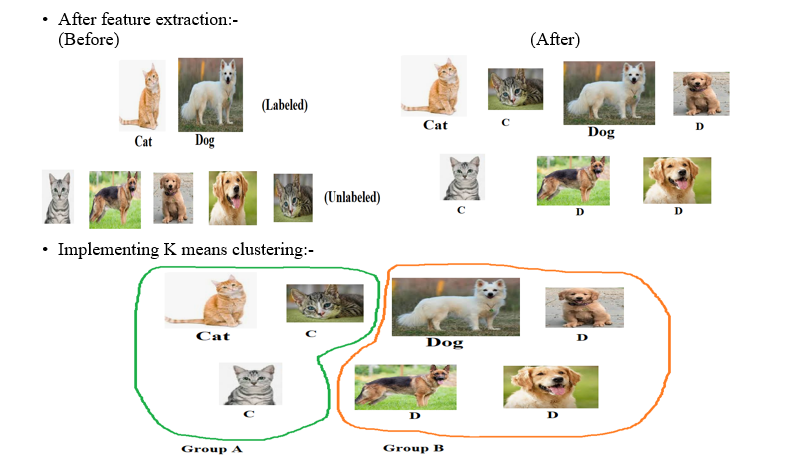 • After feature extraction:-
(Before)
(After)
(Labeled)
Cat
Dog
Cat
C
Dog
D
(Unlabeled)
C
D
D
• Implementing K means clustering:-
Cat
C
Dog
D
C
D
D
Group A
Group B